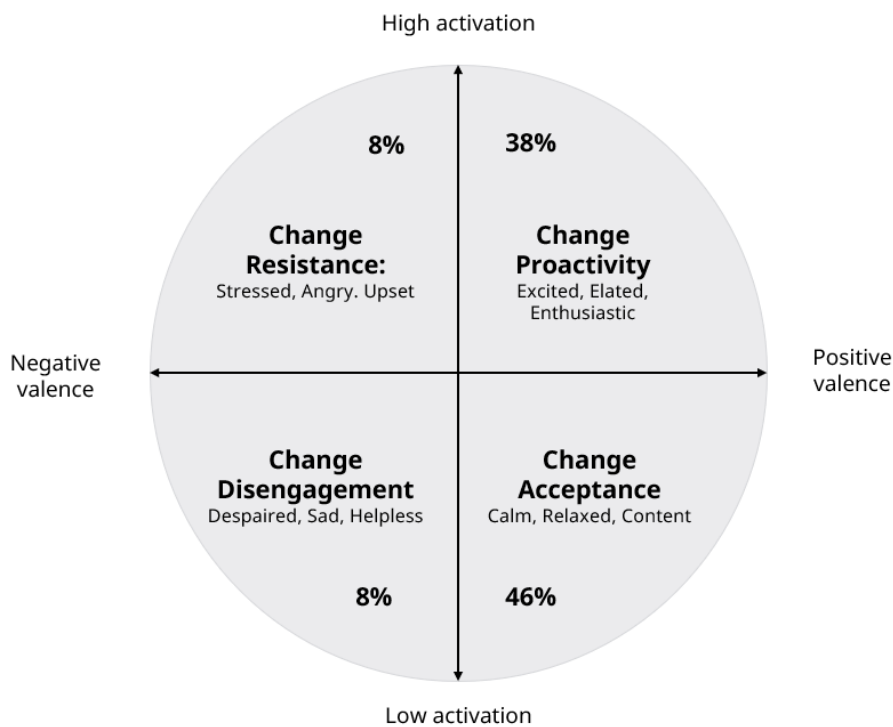 High activation
8%
38%
Change
Resistance:
Stressed, Angry. Upset
Change
Proactivity
Excited, Elated,
Enthusiastic
Negative
valence
Positive
valence
Change
Disengagement
Despaired, Sad, Helpless
Change
Acceptance
Calm, Relaxed, Content
8%
46%
Low activation